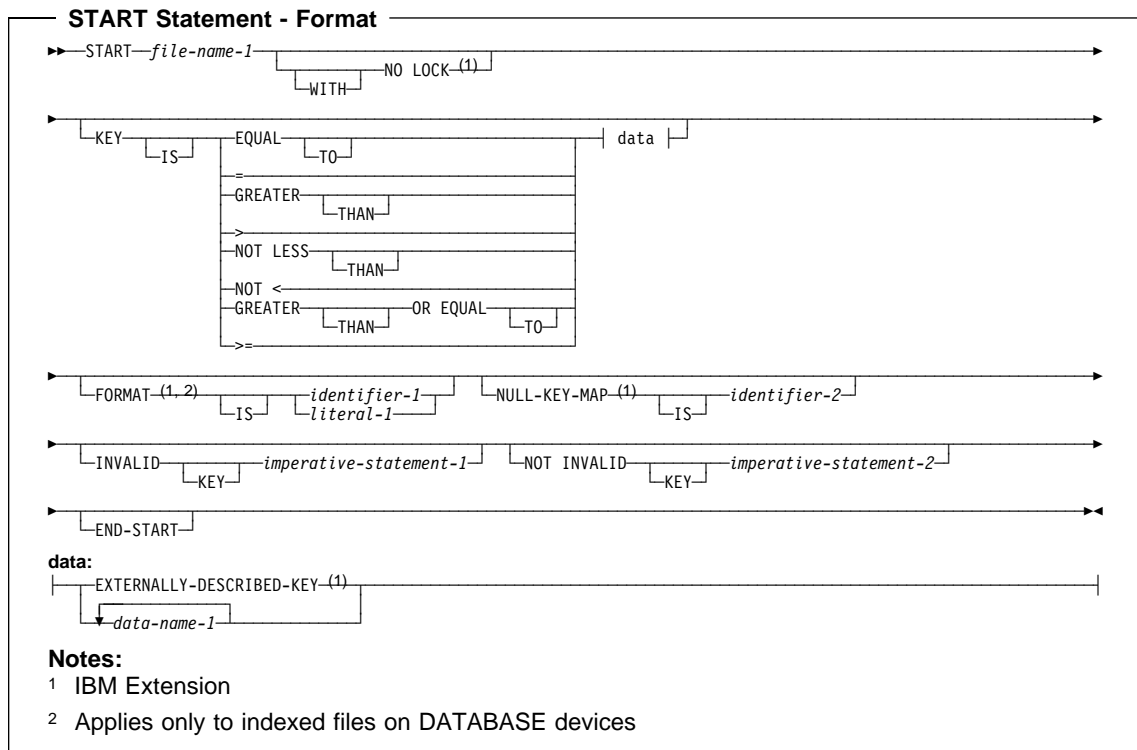 START Statement - Format
START file-name-1
NO LOCK (1)
WITH
KEY EQUAL data
IS TO
=
GREATER
THAN
>
NOT LESS
THAN
NOT <
GREATER OR EQUAL
THAN TO
>=
FORMAT (1, 2) identifier-1 NULL-KEY-MAP (1) identifier-2
IS literal-1 IS
INVALID imperative-statement-1 NOT INVALID imperative-statement-2
KEY KEY
END-START
data:
EXTERNALLY-DESCRIBED-KEY (1)
data-name-1
Notes:
1 IBM Extension
2 Applies only to indexed files on DATABASE devices